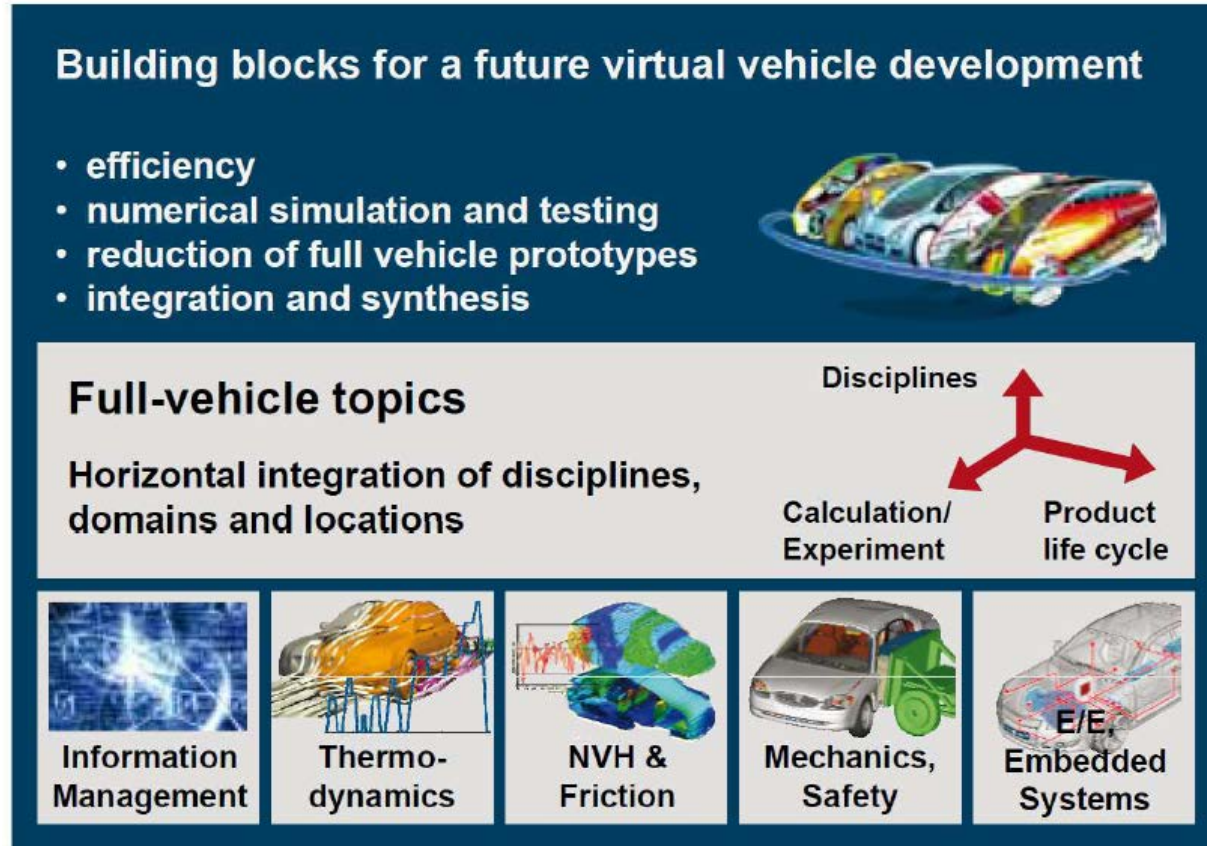 Building blocks for a future virtual vehicle development
• efficiency
• numerical simulation and testing
• reduction of full vehicle prototypes
• integration and synthesis
Full-vehicle topics
Horizontal integration of disciplines,
domains and locations
Disciplines
Calculation/
Experiment
Product
life cycle
Information
Management
Thermo-
dynamics
NVH &
Friction
Mechanics,
Safety
E/E,
Embedded
Systems